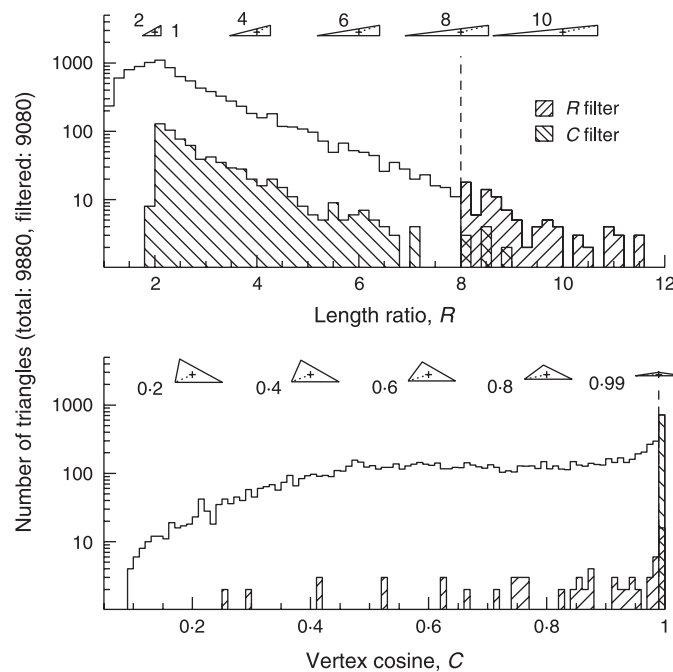 2 1 4 6 8 10
1000
100
10
R filter
C filter
2 4 6 8 10 12
Length ratio, R
Number of triangles (total: 9880, filtered: 9080)
0·2 0·4 0·6 0·8 0·99
1000
100
10
0·2 0·4 0·6 0·8 1
Vertex cosine, C